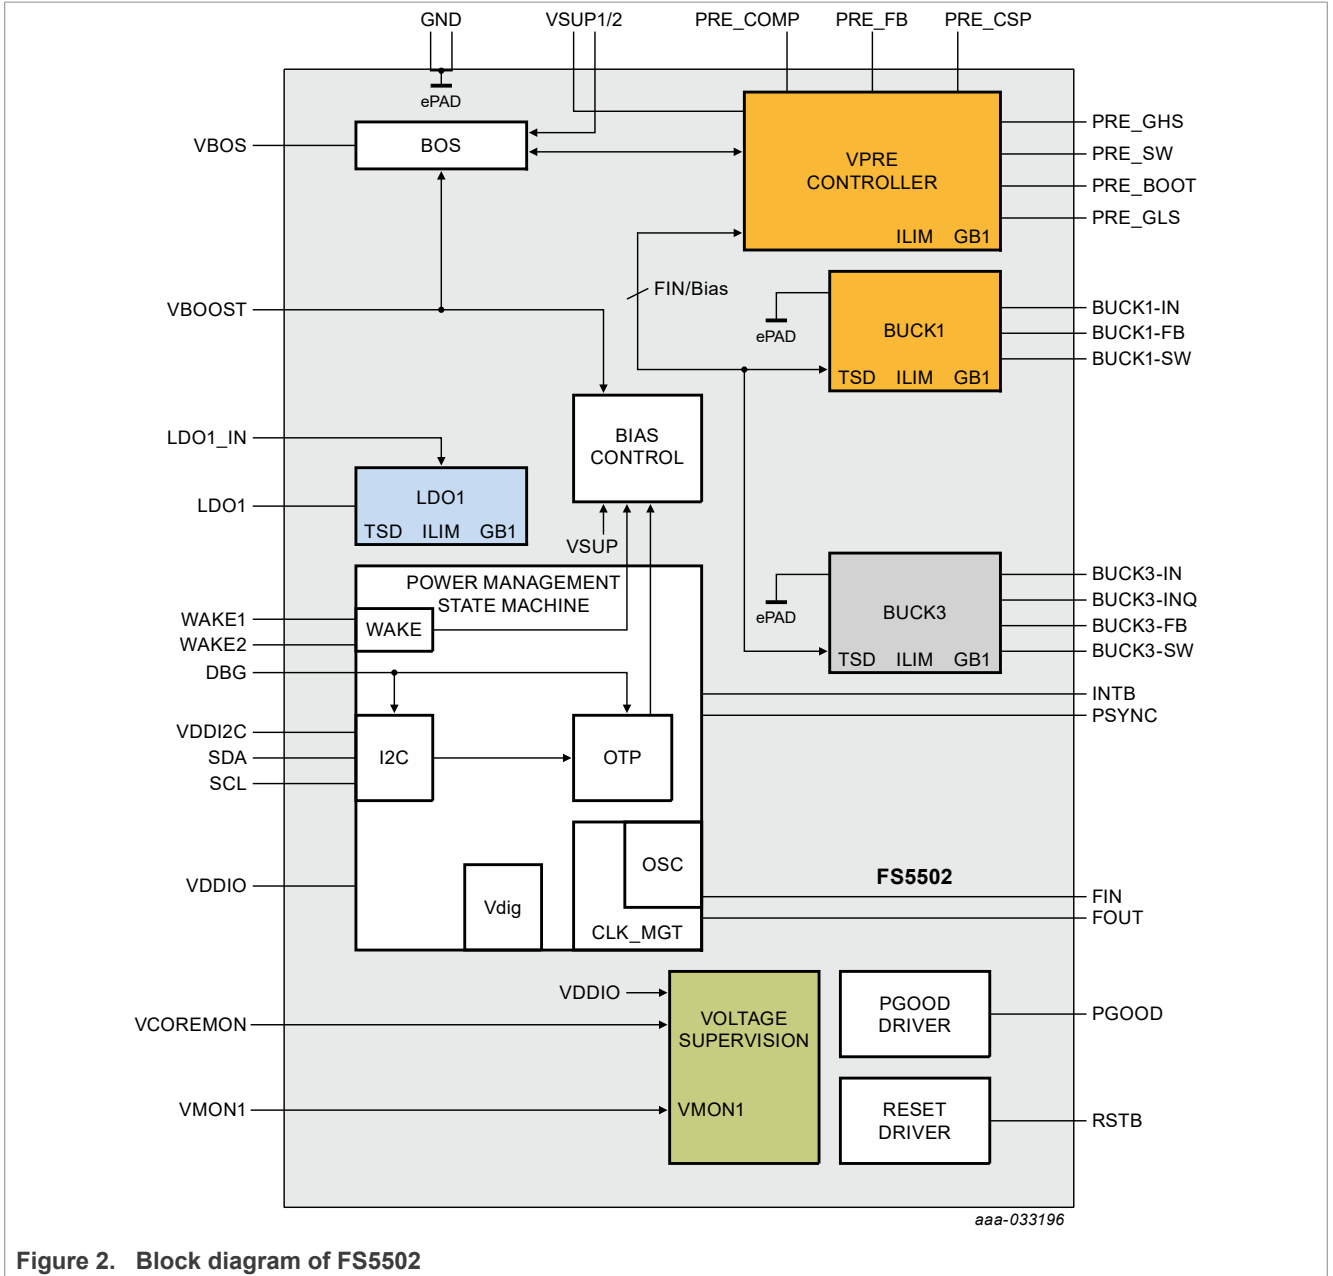 GND
VSUP1/2
PRE_COMP
PRE_FB
PRE_CSP
ePAD
VBOS
BOS
VPRE
CONTROLLER
ILIM GB1
PRE_GHS
PRE_SW
PRE_BOOT
PRE_GLS
VBOOST
FIN/Bias
ePAD
BUCK1
TSD ILIM GB1
BUCK1-IN
BUCK1-FB
BUCK1-SW
BIAS
CONTROL
LDO1_IN
LDO1
LDO1
TSD ILIM GB1
VSUP
ePAD
BUCK3
TSD ILIM GB1
BUCK3-IN
BUCK3-INQ
BUCK3-FB
BUCK3-SW
POWER MANAGEMENT
STATE MACHINE
WAKE1
WAKE2
WAKE
DBG
INTB
PSYNC
VDDI2C
SDA
SCL
I2C
OTP
VDDIO
Vdig
OSC
CLK_MGT
FS5502
FIN
FOUT
VDDIO
VCOREMON
VOLTAGE
SUPERVISION
VMON1
VMON1
PGOOD
DRIVER
PGOOD
RESET
DRIVER
RSTB
aaa-033196
Figure 2. Block diagram of FS5502